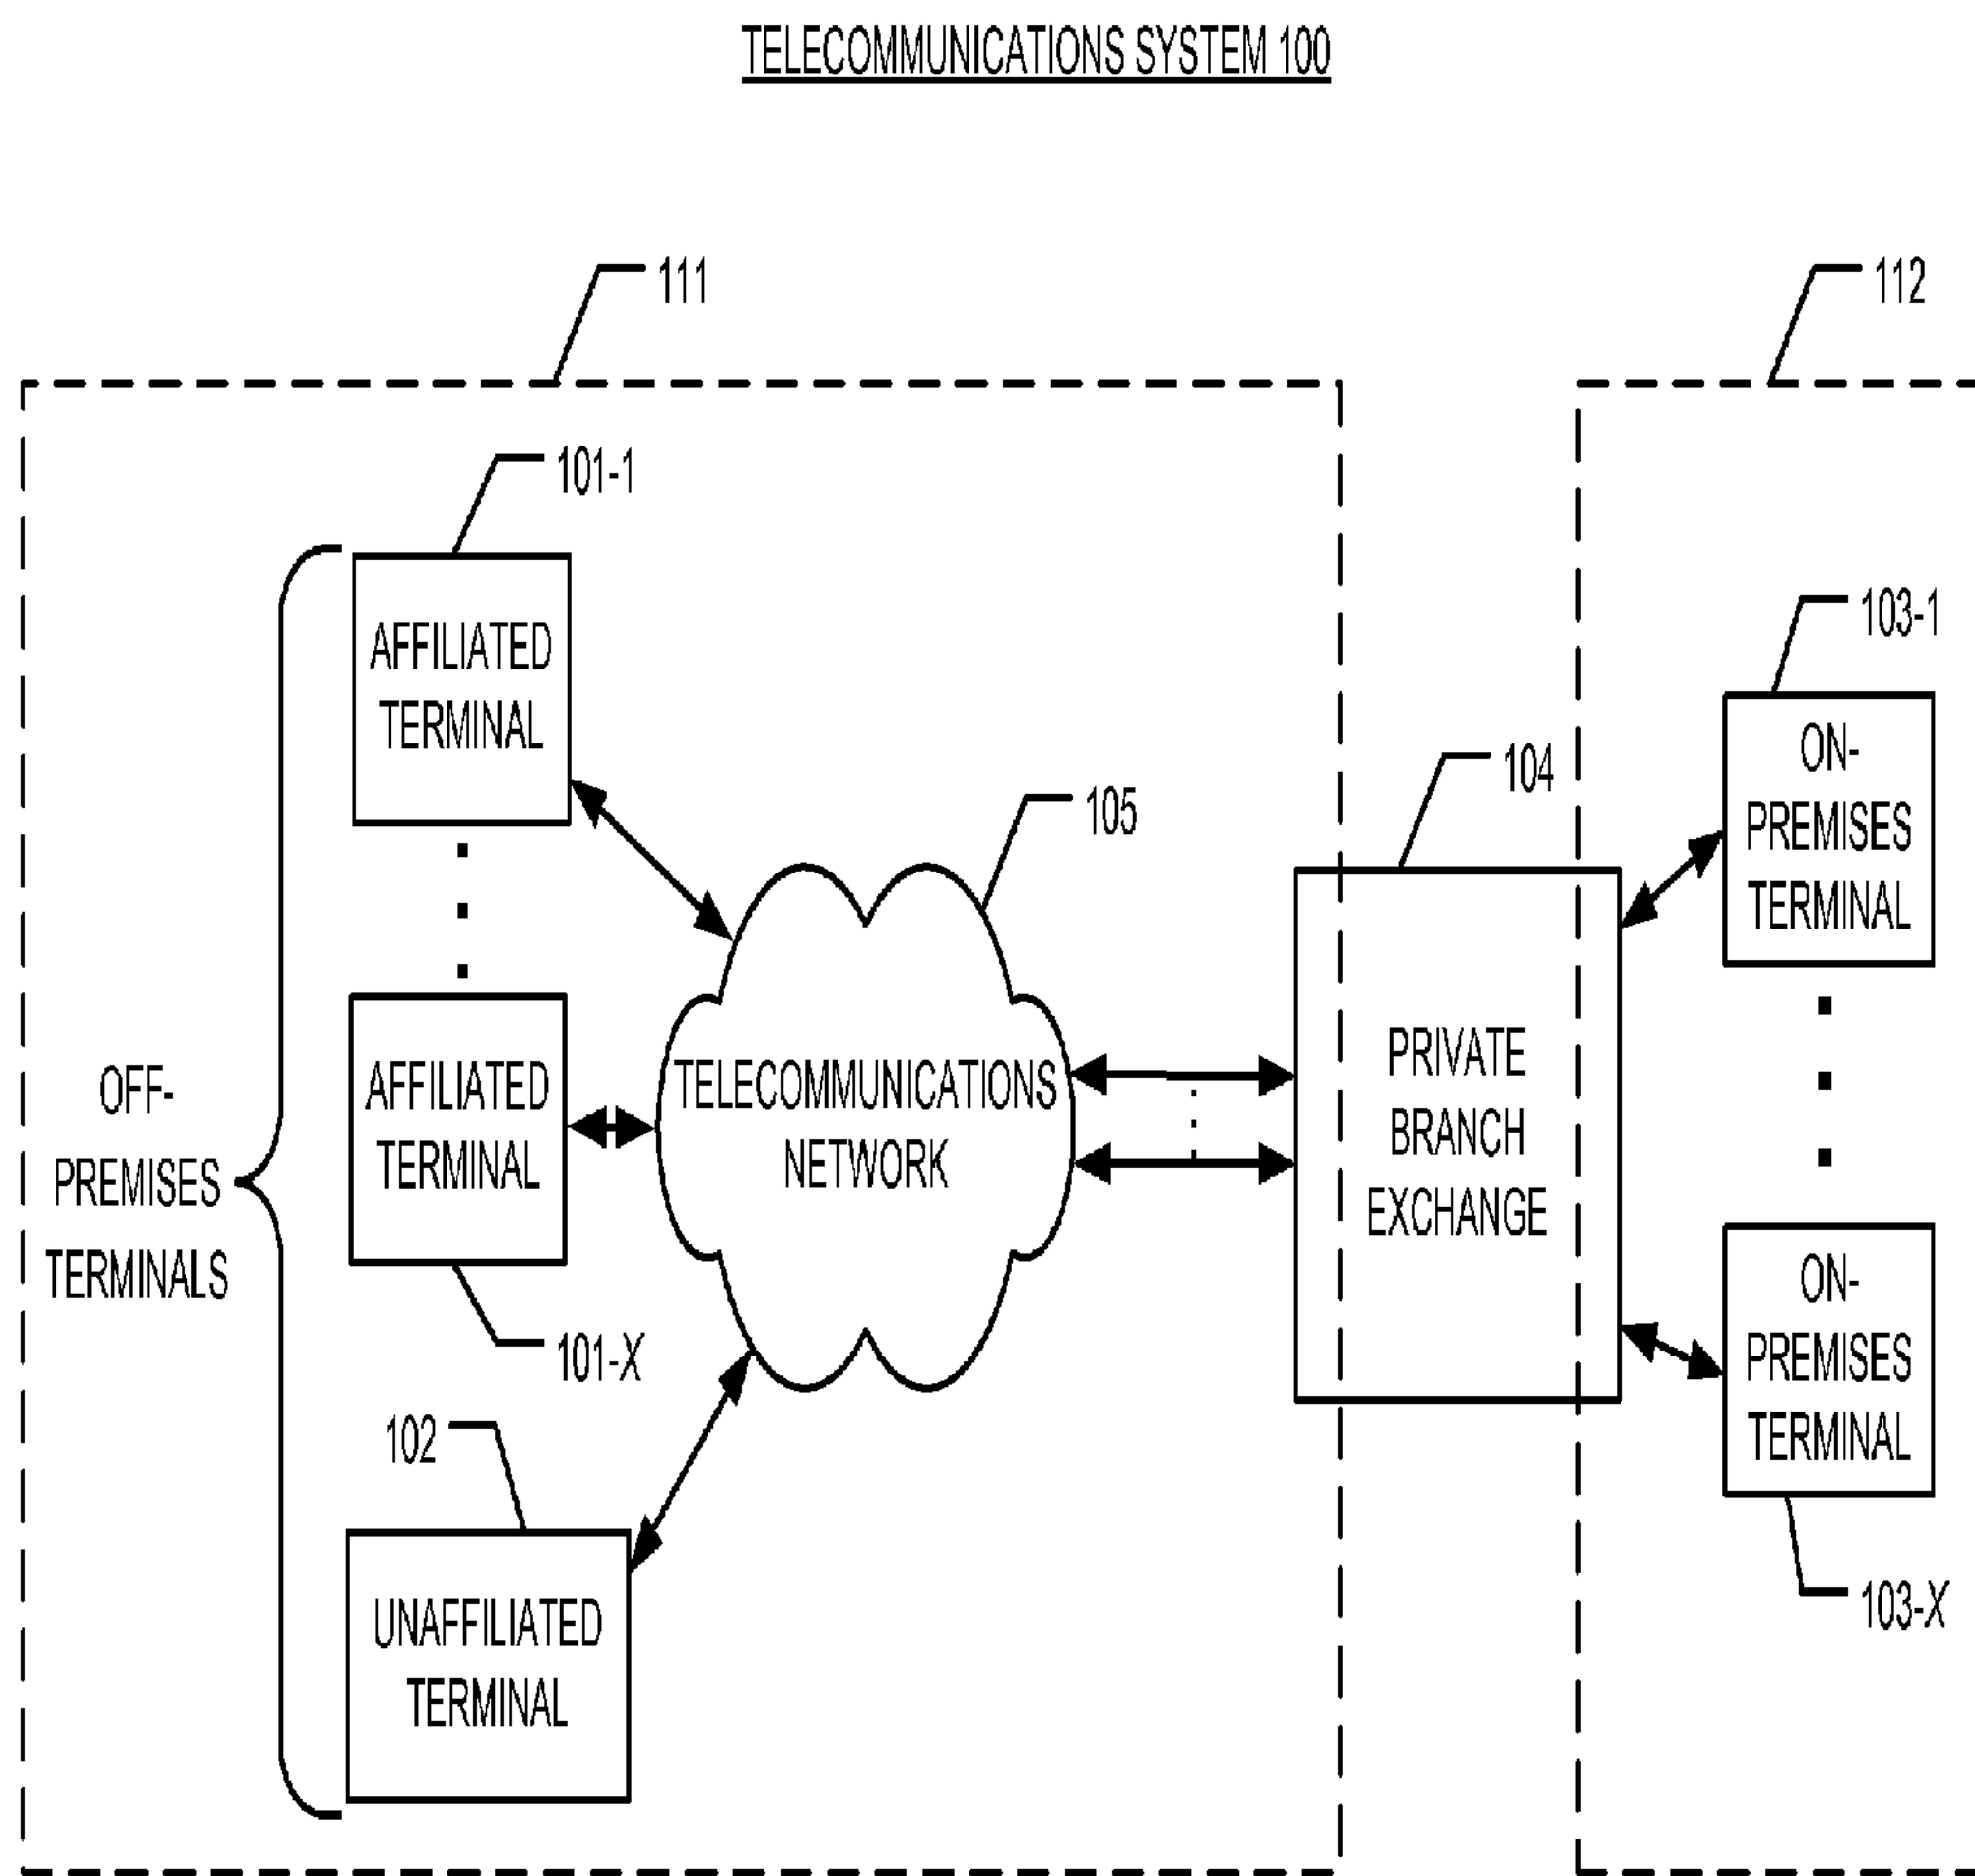 TELECOMMUNICATIONS SYSTEM 100
111
112
101-1
AFFILIATED
TERMINAL
103-1
ON-
PREMISES
TERMINAL
104
105
OFF-
PREMISES
TERMINALS
AFFILIATED
TERMINAL
101-X
TELECOMMUNICATIONS
NETWORK
PRIVATE
BRANCH
EXCHANGE
ON-
PREMISES
TERMINAL
103-X
102
UNAFFILIATED
TERMINAL